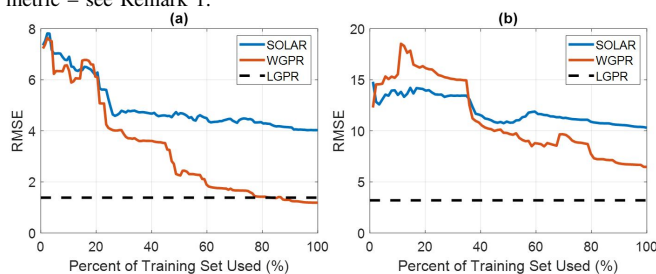 metric – see Remark 1.
(a)
8
6
4
2
0
RMSE
SOLAR
WGPR
LGPR
0 20 40 60 80 100
Percent of Training Set Used (%)
(b)
15
10
5
0
RMSE
SOLAR
WGPR
LGPR
0 20 40 60 80 100
Percent of Training Set Used (%)